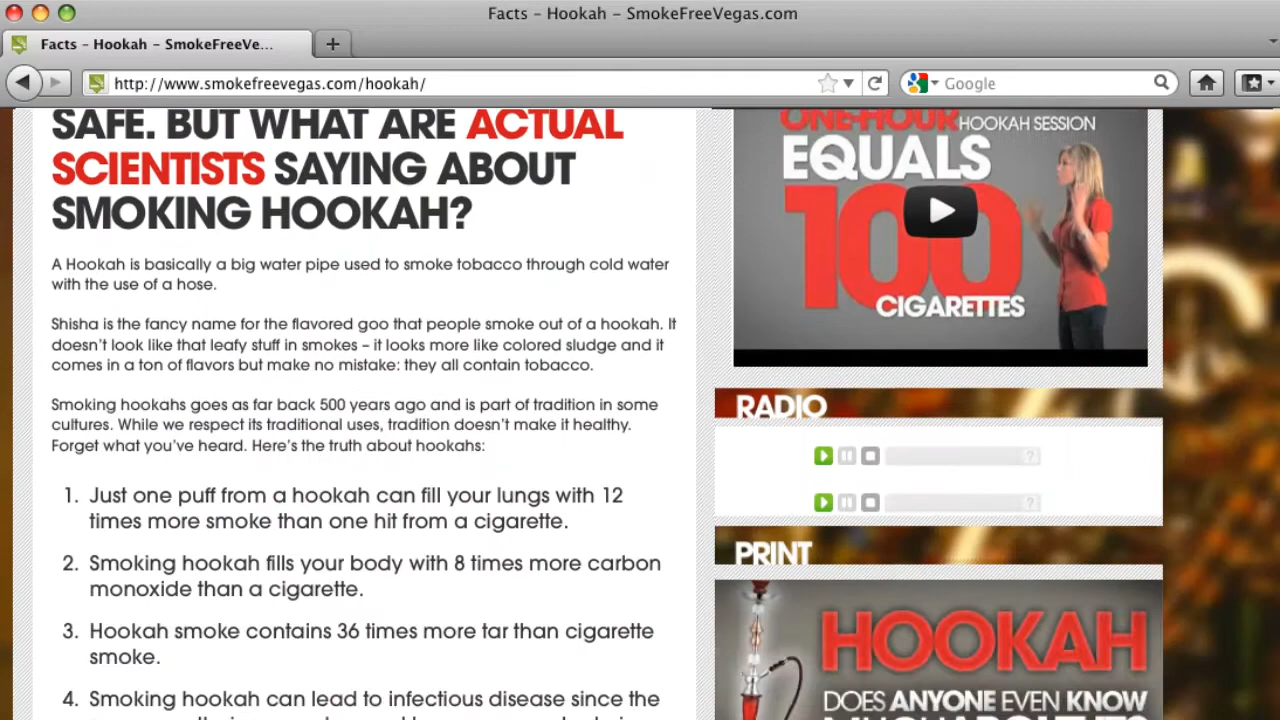 Facts – Hookah – SmokeFreeVegas.com
Facts – Hookah – SmokeFreeVe...
http://www.smokefreevegas.com/hookah/
Google
SAFE. BUT WHAT ARE ACTUAL
SCIENTISTS SAYING ABOUT
SMOKING HOOKAH?
A Hookah is basically a big water pipe used to smoke tobacco through cold water
with the use of a hose.
Shisha is the fancy name for the flavored goo that people smoke out of a hookah. It
doesn't look like that leafy stuff in smokes – it looks more like colored sludge and it
comes in a ton of flavors but make no mistake: they all contain tobacco.
Smoking hookahs goes as far back 500 years ago and is part of tradition in some
cultures. While we respect its traditional uses, tradition doesn't make it healthy.
Forget what you've heard. Here's the truth about hookahs:
1. Just one puff from a hookah can fill your lungs with 12
times more smoke than one hit from a cigarette.
2. Smoking hookah fills your body with 8 times more carbon
monoxide than a cigarette.
3. Hookah smoke contains 36 times more tar than cigarette
smoke.
4. Smoking hookah can lead to infectious disease since the
ONE-HOUR HOOKAH SESSION
EQUALS
100
CIGARETTES
RADIO
?
?
PRINT
HOOKAH
DOES ANYONE EVEN KNOW